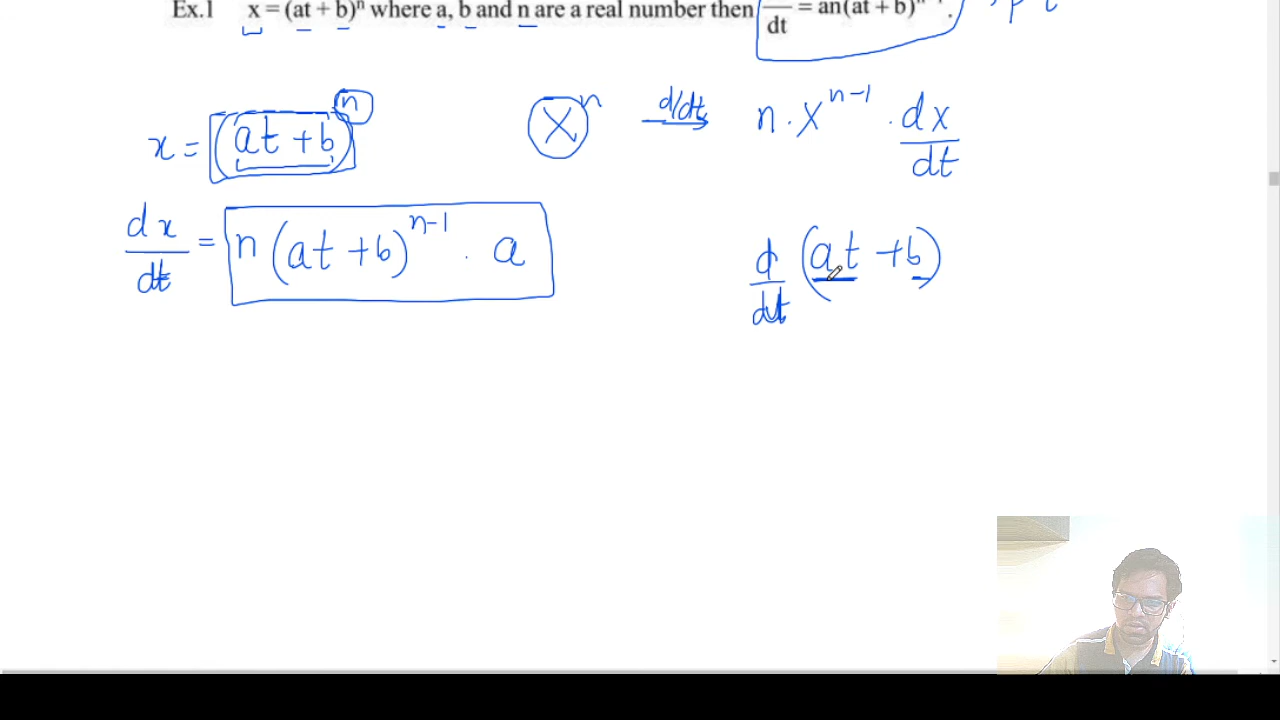 Ex.1 x = (at + b)ⁿ where a, b and n are a real number then /dt = an(at + b)ⁿ .
x = (at + b)ⁿ
Xⁿ d/dt n · Xⁿ⁻¹ · dX/dt
dx/dt = n (at + b)ⁿ⁻¹ · a
d/dt (at + b)